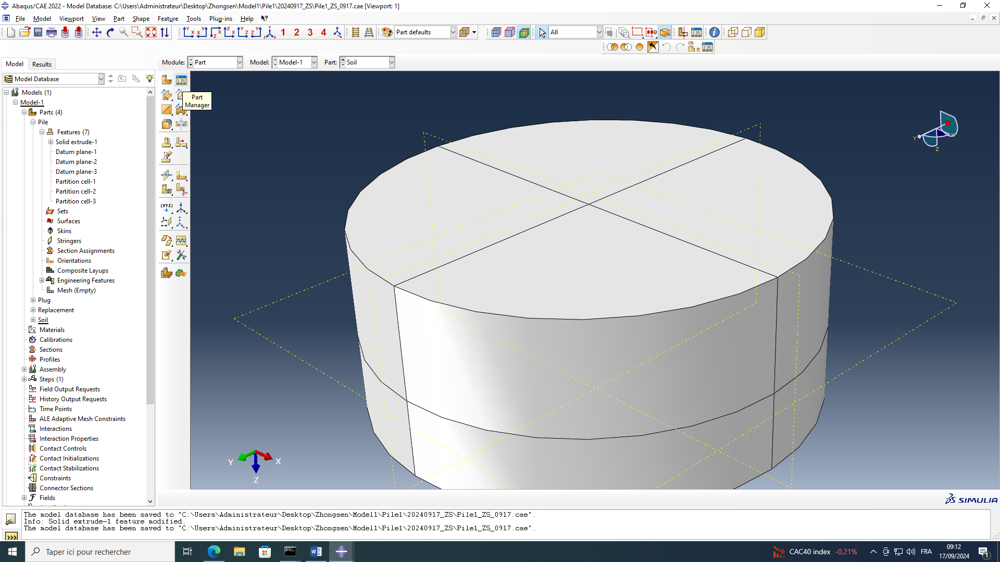 Abaqus/CAE 2022 - Model Database: C:\Users\Administrateur\Desktop\Zhongsen\Model1\Pile1\20240917_ZS\Pile1_ZS_0917.cae [Viewport: 1]
File Model Viewport View Part Shape Feature Tools Plug-ins Help
1 2 3 4 Part defaults All
Model Results
Module: Part Model: Model-1 Part: Soil
Model Database
Part
Manager
(XYZ)
Models (1)
Model-1
Parts (4)
Pile
Features (7)
Solid extrude-1
Datum plane-1
Datum plane-2
Datum plane-3
Partition cell-1
Partition cell-2
Partition cell-3
Sets
Surfaces
Skins
Stringers
Section Assignments
Orientations
Composite Layups
Engineering Features
Mesh (Empty)
Plug
Replacement
Soil
Materials
Calibrations
Sections
Profiles
Assembly
Steps (1)
Field Output Requests
History Output Requests
Time Points
ALE Adaptive Mesh Constraints
Interactions
Interaction Properties
Contact Controls
Contact Initializations
Contact Stabilizations
Constraints
Connector Sections
Fields
Y X
Z
Y X
Z
SIMULIA
The model database has been saved to "C:\Users\Administrateur\Desktop\Zhongsen\Model1\Pile1\20240917_ZS\Pile1_ZS_0917.cae".
Info: Solid extrude-1 feature modified.
The model database has been saved to "C:\Users\Administrateur\Desktop\Zhongsen\Model1\Pile1\20240917_ZS\Pile1_ZS_0917.cae".
>>>
Taper ici pour rechercher
CAC40 index -0,21%
FRA
09:12
17/09/2024
1